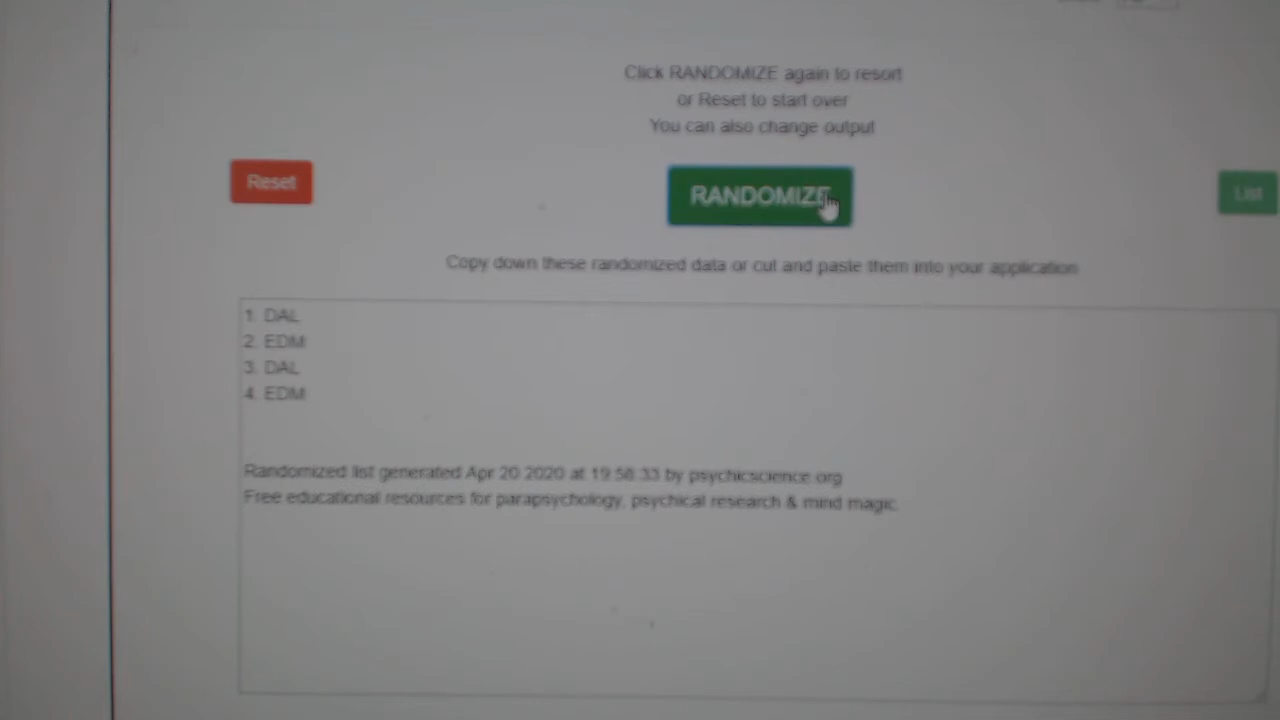 Click RANDOMIZE again to resort
or Reset to start over
You can also change output
Reset
RANDOMIZE
List
Copy down these randomized data or cut and paste them into your application
1. DAL
2. EDM
3. DAL
4. EDM
Randomized list generated Apr 20 2020 at 19:58:33 by psychicscience.org
Free educational resources for parapsychology, psychical research & mind magic.